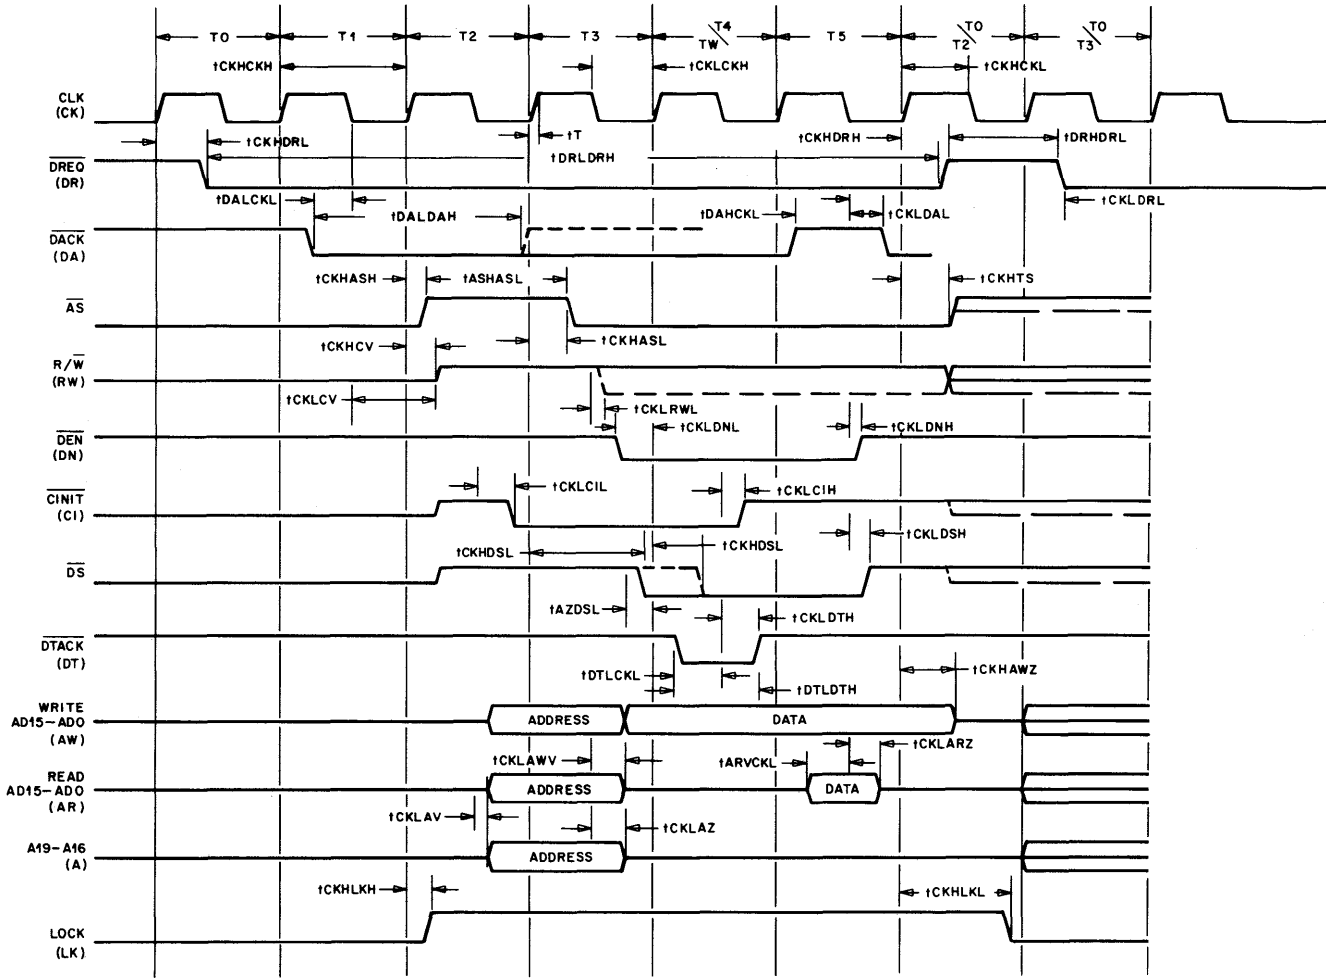 T0 T1 T2 T3 T4/TW T5 T0/T2 T0/T3
tCKHCKH tCKLCKH tCKHCKL
CLK
(CK)
tCKHDRL tT tCKHDRH tDRHDRL
tDRLDRH
DREQ
(DR)
tDALCKL tDALDAH tDAHCKL tCKLDAL tCKLDRL
DACK
(DA)
tCKHASH tASHASL tCKHTS
AS
tCKHCV tCKHASL
R/W
(RW)
tCKLCV tCKLRWL
tCKLDNL tCKLDNH
DEN
(DN)
tCKLCIL tCKLCIH
CINIT
(CI)
tCKLDSH
tCKHDSL tCKHDSL
DS
tAZDSL tCKLDTH
DTACK
(DT)
tDTLCKL tCKHAWZ
tDTLDTH
WRITE
AD15-AD0 ADDRESS DATA
(AW)
tCKLAWV tARVCKL tCKLARZ
READ
AD15-AD0 ADDRESS DATA
(AR)
tCKLAV tCKLAZ
A19-A16
(A) ADDRESS
tCKHLKH tCKHLKL
LOCK
(LK)